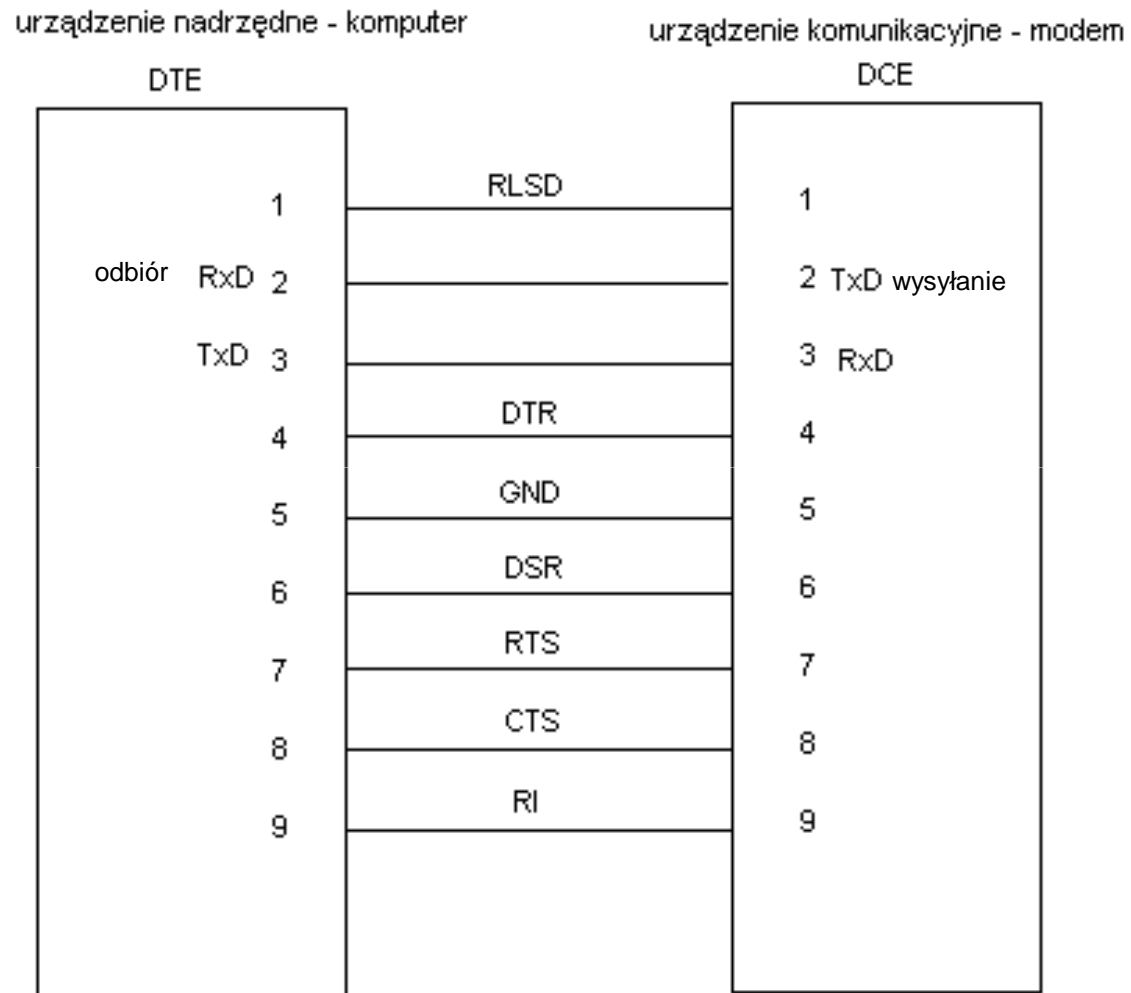 urządzenie nadrzędne - komputer
urządzenie komunikacyjne - modem
DTE
DCE
1 RLSD 1
odbiór RxD 2 2 TxD wysyłanie
TxD 3 3 RxD
4 DTR 4
5 GND 5
6 DSR 6
7 RTS 7
8 CTS 8
9 RI 9